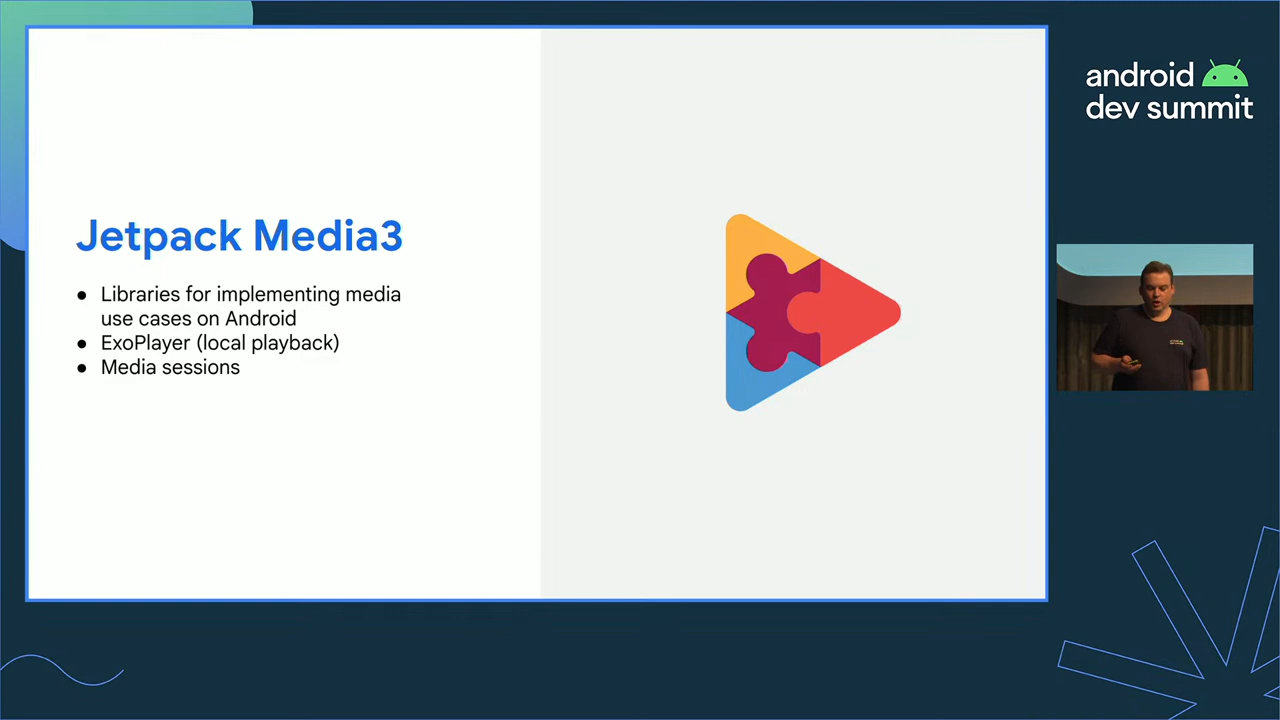 Jetpack Media3
● Libraries for implementing media
use cases on Android
● ExoPlayer (local playback)
● Media sessions
android
dev summit